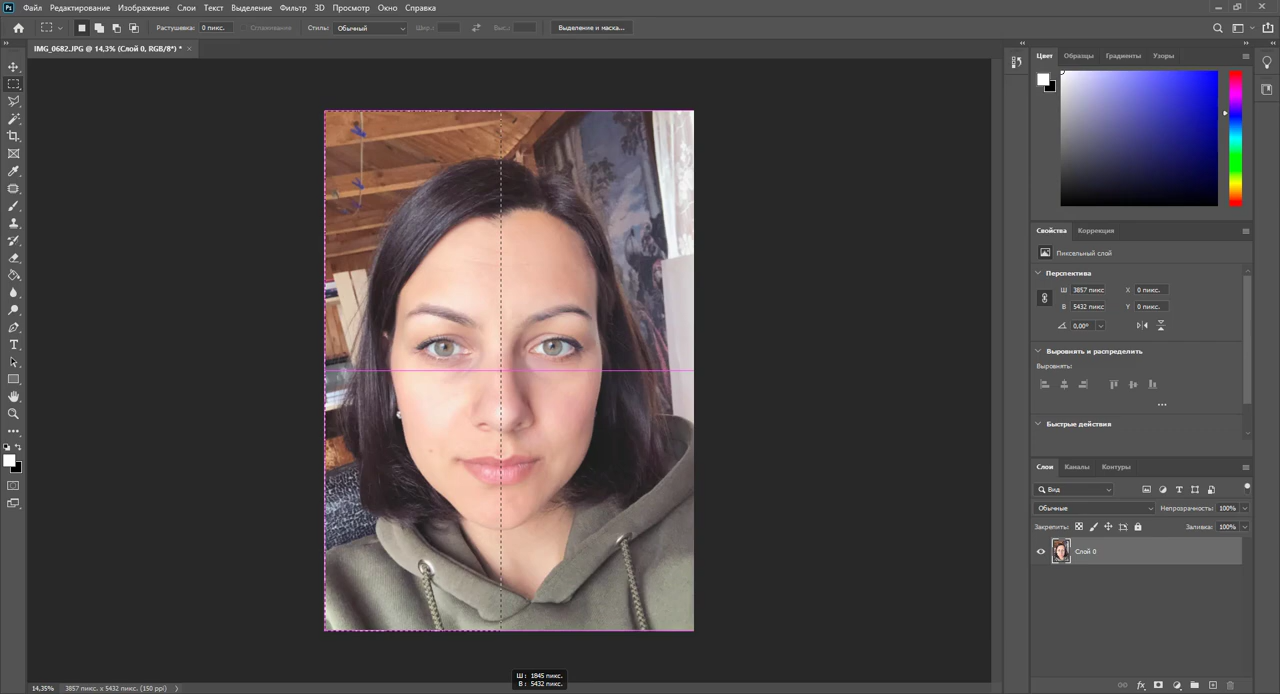 Ps Файл Редактирование Изображение Слои Текст Выделение Фильтр 3D Просмотр Окно Справка
Растушевка: 0 пикс. Сглаживание Стиль: Обычный Шир.: Выс.: Выделение и маска...
IMG_0682.JPG @ 14,3% (Слой 0, RGB/8*) * ×
Цвет Образцы Градиенты Узоры
Свойства Коррекция
Пиксельный слой
Перспектива
Ш 3857 пикс X 0 пикс.
В 5432 пикс Y 0 пикс.
0,00°
Выровнять и распределить
Выровнять:
Быстрые действия
Слои Каналы Контуры
Вид
Обычные Непрозрачность: 100%
Закрепить: Заливка: 100%
Слой 0
Ш : 1845 пикс.
В : 5432 пикс.
14,35% 3857 пикс. x 5432 пикс. (150 ppi)